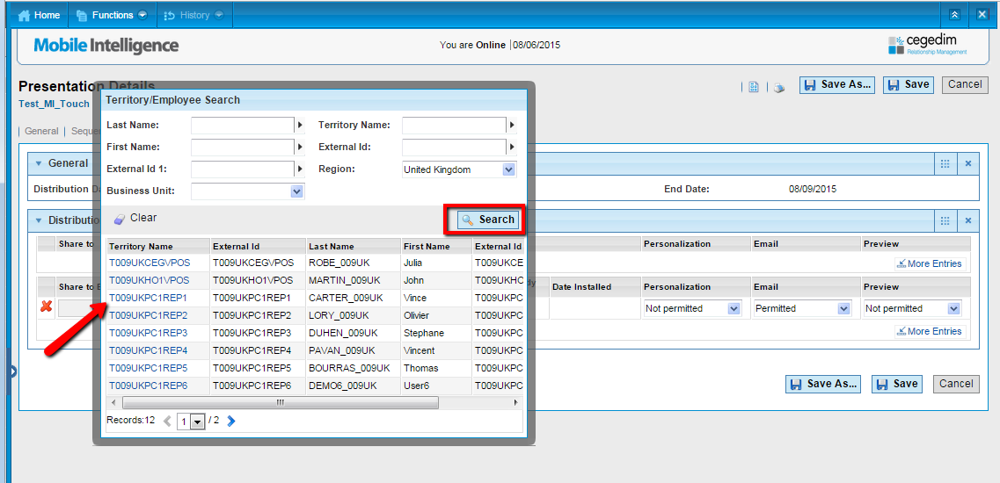 Home Functions History
Mobile Intelligence
You are Online | 08/06/2015
cegedim
Relationship Management
Presentation Details
Save As... Save Cancel
Test_MI_Touch
| General | Seque
General
Distribution D
End Date: 08/09/2015
Distributio
Share to
Personalization Email Preview
More Entries
Share to E
Date Installed Personalization Email Preview
Not permitted Permitted Not permitted
More Entries
Save As... Save Cancel
Territory/Employee Search
Last Name: Territory Name:
First Name: External Id:
External Id 1: Region: United Kingdom
Business Unit:
Clear Search
Territory Name External Id Last Name First Name External Id
T009UKCEGVPOS T009UKCEGVPOS ROBE_009UK Julia T009UKCE
T009UKHO1VPOS T009UKHO1VPOS MARTIN_009UK John T009UKHC
T009UKPC1REP1 T009UKPC1REP1 CARTER_009UK Vince T009UKPC
T009UKPC1REP2 T009UKPC1REP2 LORY_009UK Olivier T009UKPC
T009UKPC1REP3 T009UKPC1REP3 DUHEN_009UK Stephane T009UKPC
T009UKPC1REP4 T009UKPC1REP4 PAVAN_009UK Vincent T009UKPC
T009UKPC1REP5 T009UKPC1REP5 BOURRAS_009UK Thomas T009UKPC
T009UKPC1REP6 T009UKPC1REP6 DEMO6_009UK User6 T009UKPC
Records:12 1 / 2